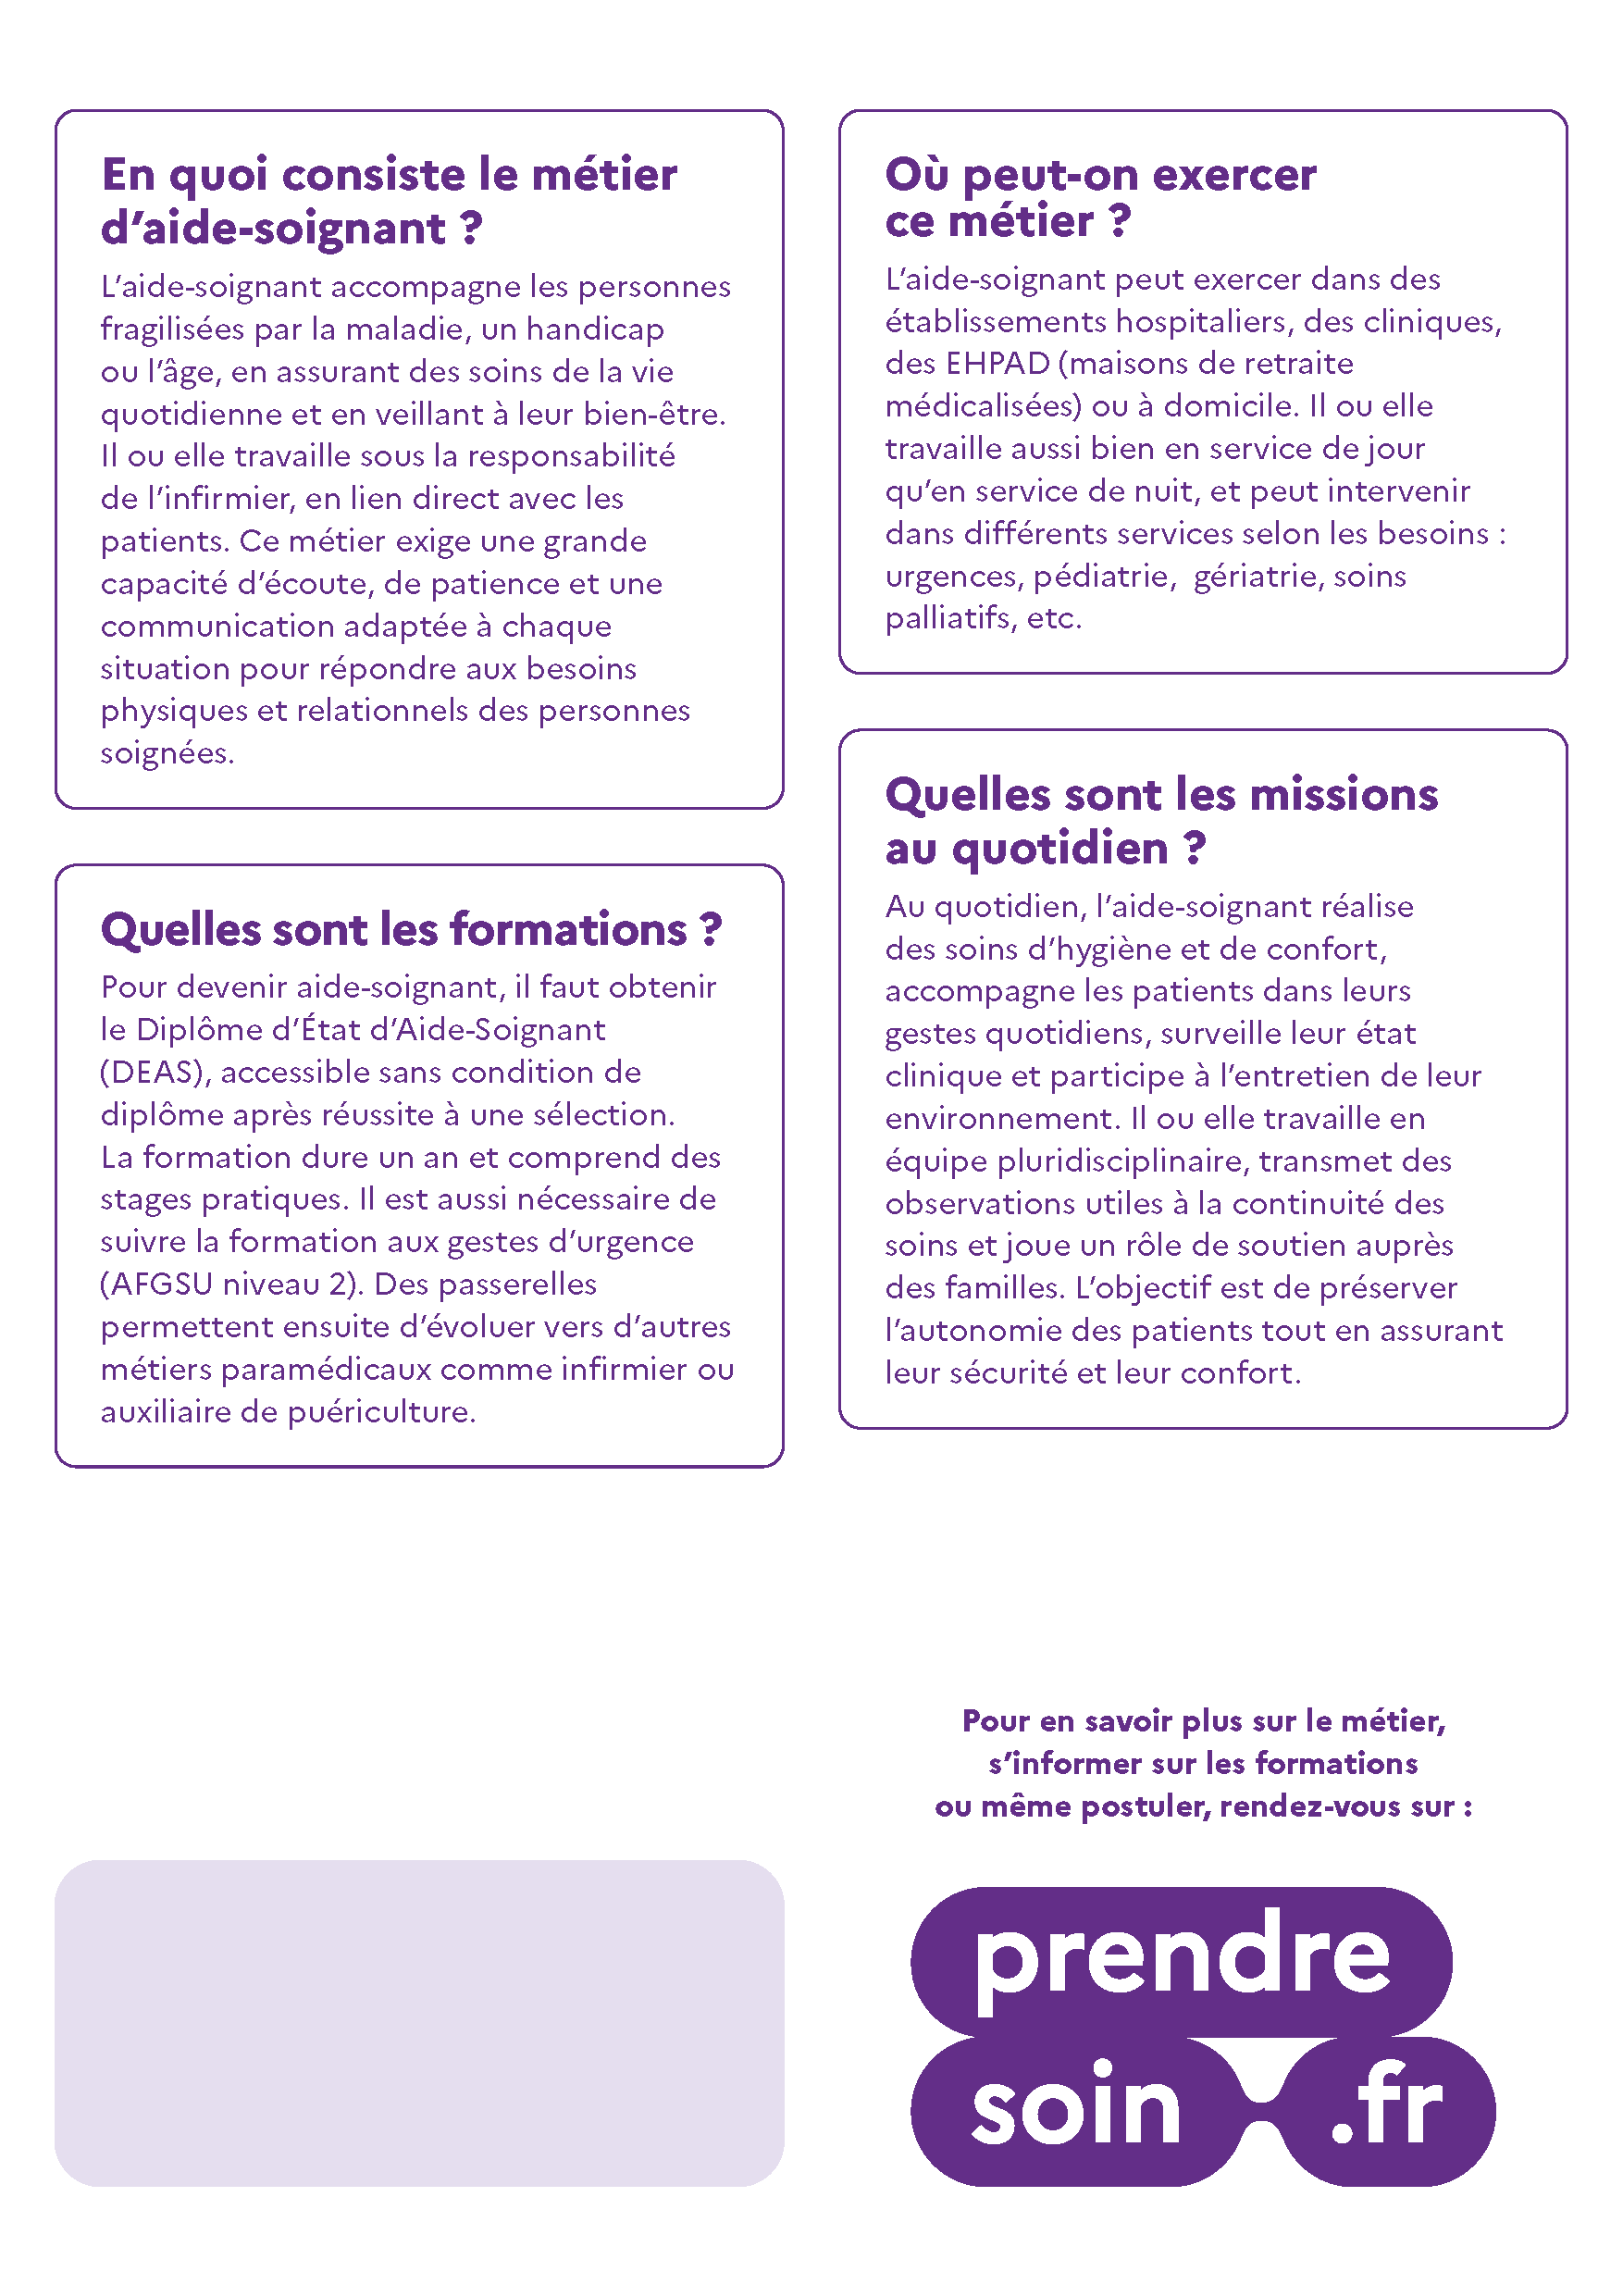 En quoi consiste le métier
d’aide-soignant ?
L’aide-soignant accompagne les personnes
fragilisées par la maladie, un handicap
ou l’âge, en assurant des soins de la vie
quotidienne et en veillant à leur bien-être.
Il ou elle travaille sous la responsabilité
de l’infirmier, en lien direct avec les
patients. Ce métier exige une grande
capacité d’écoute, de patience et une
communication adaptée à chaque
situation pour répondre aux besoins
physiques et relationnels des personnes
soignées.
Quelles sont les formations ?
Pour devenir aide-soignant, il faut obtenir
le Diplôme d’État d’Aide-Soignant
(DEAS), accessible sans condition de
diplôme après réussite à une sélection.
La formation dure un an et comprend des
stages pratiques. Il est aussi nécessaire de
suivre la formation aux gestes d’urgence
(AFGSU niveau 2). Des passerelles
permettent ensuite d’évoluer vers d’autres
métiers paramédicaux comme infirmier ou
auxiliaire de puériculture.
Où peut-on exercer
ce métier ?
L’aide-soignant peut exercer dans des
établissements hospitaliers, des cliniques,
des EHPAD (maisons de retraite
médicalisées) ou à domicile. Il ou elle
travaille aussi bien en service de jour
qu’en service de nuit, et peut intervenir
dans différents services selon les besoins :
urgences, pédiatrie, gériatrie, soins
palliatifs, etc.
Quelles sont les missions
au quotidien ?
Au quotidien, l’aide-soignant réalise
des soins d’hygiène et de confort,
accompagne les patients dans leurs
gestes quotidiens, surveille leur état
clinique et participe à l’entretien de leur
environnement. Il ou elle travaille en
équipe pluridisciplinaire, transmet des
observations utiles à la continuité des
soins et joue un rôle de soutien auprès
des familles. L’objectif est de préserver
l’autonomie des patients tout en assurant
leur sécurité et leur confort.
Pour en savoir plus sur le métier,
s’informer sur les formations
ou même postuler, rendez-vous sur :
prendre
soin .fr